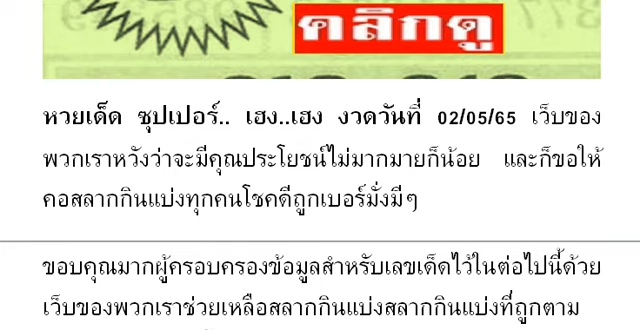 คลิกดู
หวยเด็ด ซุปเปอร์.. เฮง..เฮง งวดวันที่ 02/05/65 เว็บของ
พวกเราหวังว่าจะมีคุณประโยชน์ไม่มากมายก็น้อย และก็ขอให้
คอสลากกินแบ่งทุกคนโชคดีถูกเบอร์มั่งมีๆ
ขอบคุณมากผู้ครอบครองข้อมูลสำหรับเลขเด็ดไว้ในต่อไปนี้ด้วย
เว็บของพวกเราช่วยเหลือสลากกินแบ่งสลากกินแบ่งที่ถูกตาม